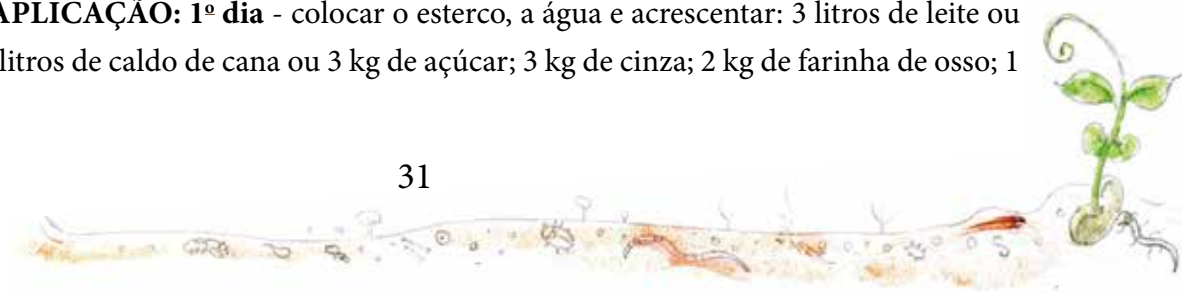 APLICAÇÃO: 1º dia - colocar o esterco, a água e acrescentar: 3 litros de leite ou
litros de caldo de cana ou 3 kg de açúcar; 3 kg de cinza; 2 kg de farinha de osso; 1
31